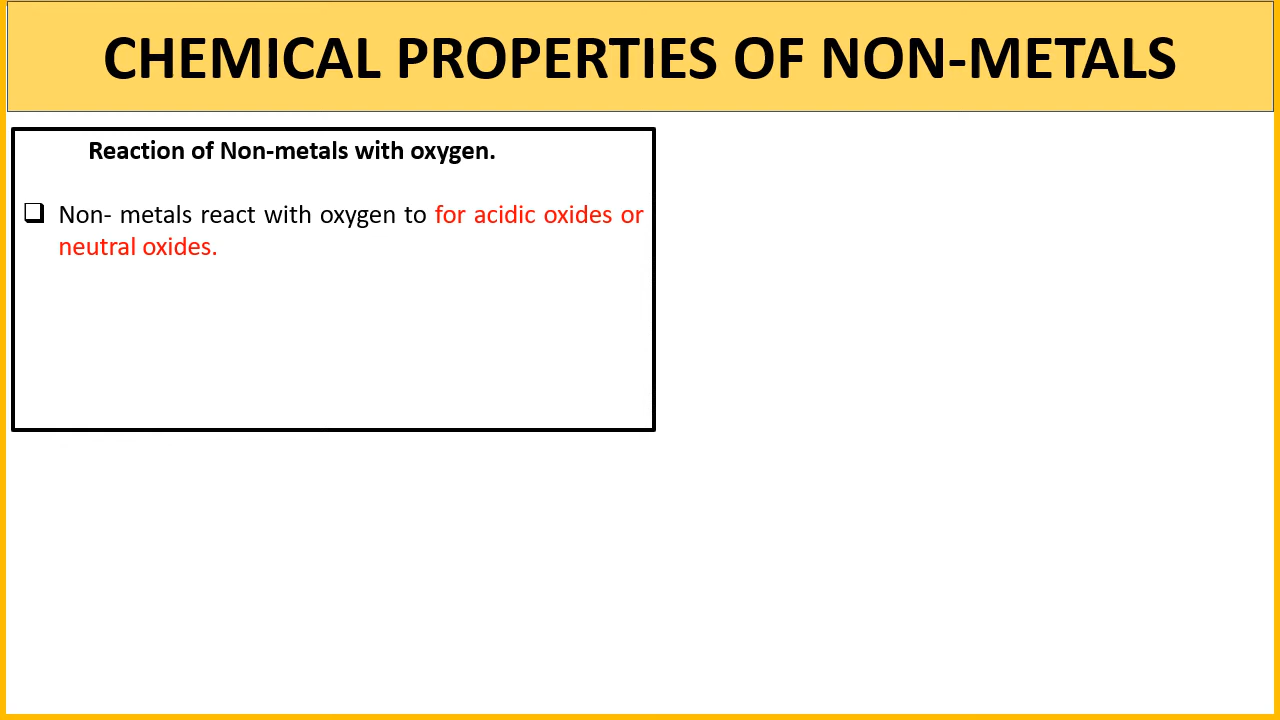 CHEMICAL PROPERTIES OF NON-METALS
Reaction of Non-metals with oxygen.
Non- metals react with oxygen to for acidic oxides or
neutral oxides.